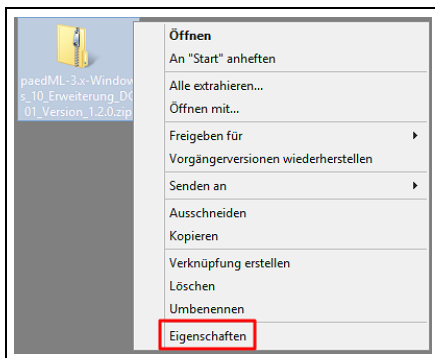 paedML-3.x-Window
s_10_Erweiterung_DC
01_Version_1.2.0.zip
Öffnen
An "Start" anheften
Alle extrahieren...
Öffnen mit...
Freigeben für
Vorgängerversionen wiederherstellen
Senden an
Ausschneiden
Kopieren
Verknüpfung erstellen
Löschen
Umbenennen
Eigenschaften